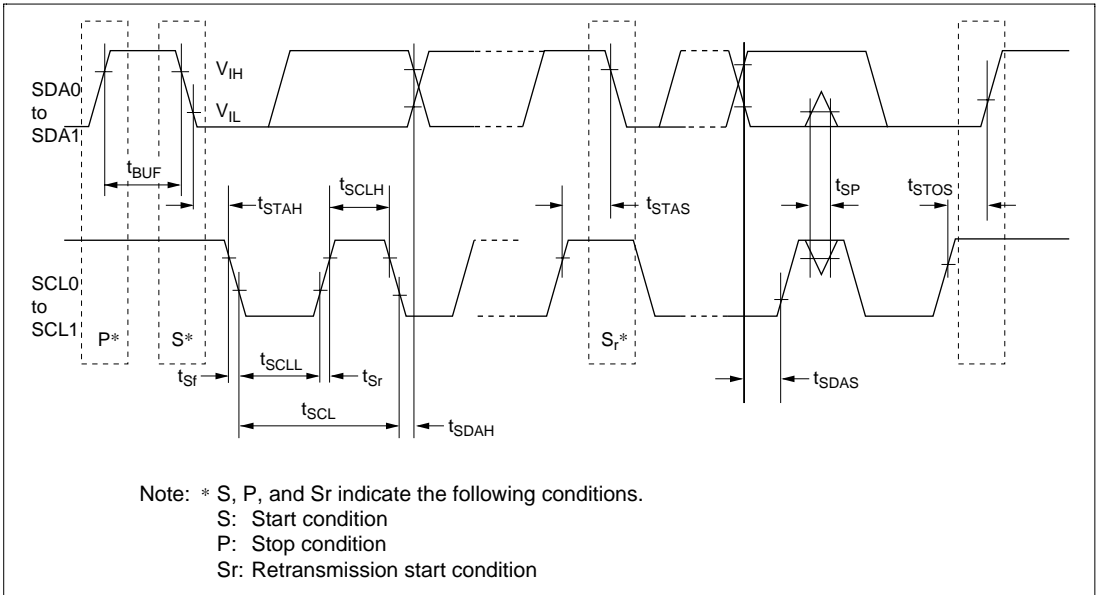 SDA0
to
SDA1
VIH
VIL
tBUF
tSTAH
tSCLH
tSTAS
tSP
tSTOS
SCL0
to
SCL1
P*
S*
Sr*
tSf
tSCLL
tSr
tSDAS
tSCL
tSDAH
Note: * S, P, and Sr indicate the following conditions.
S: Start condition
P: Stop condition
Sr: Retransmission start condition